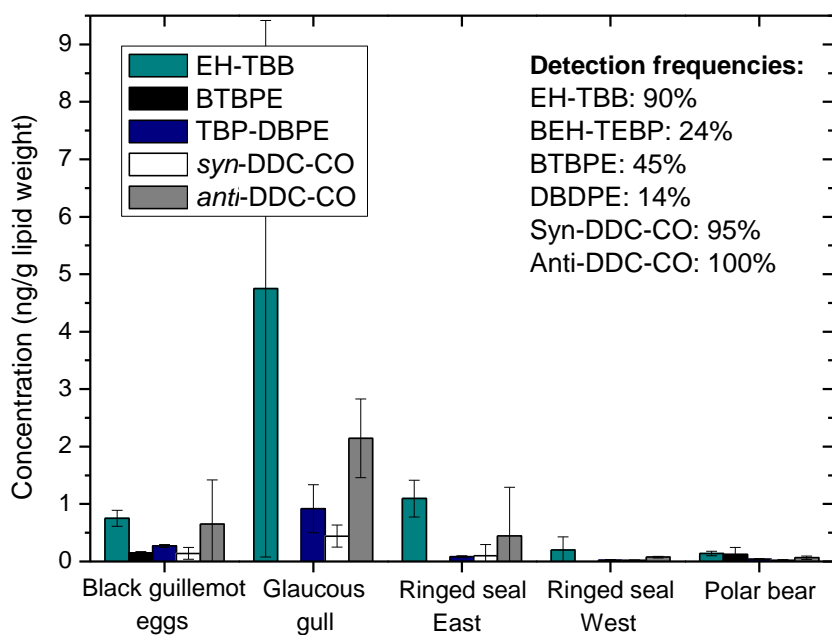 9
8
7
6
5
4
3
2
1
0
Concentration (ng/g lipid weight)
EH-TBB
BTBPE
TBP-DBPE
syn-DDC-CO
anti-DDC-CO
Detection frequencies:
EH-TBB: 90%
BEH-TEBP: 24%
BTBPE: 45%
DBDPE: 14%
Syn-DDC-CO: 95%
Anti-DDC-CO: 100%
Black guillemot
eggs
Glaucous
gull
Ringed seal
East
Ringed seal
West
Polar bear